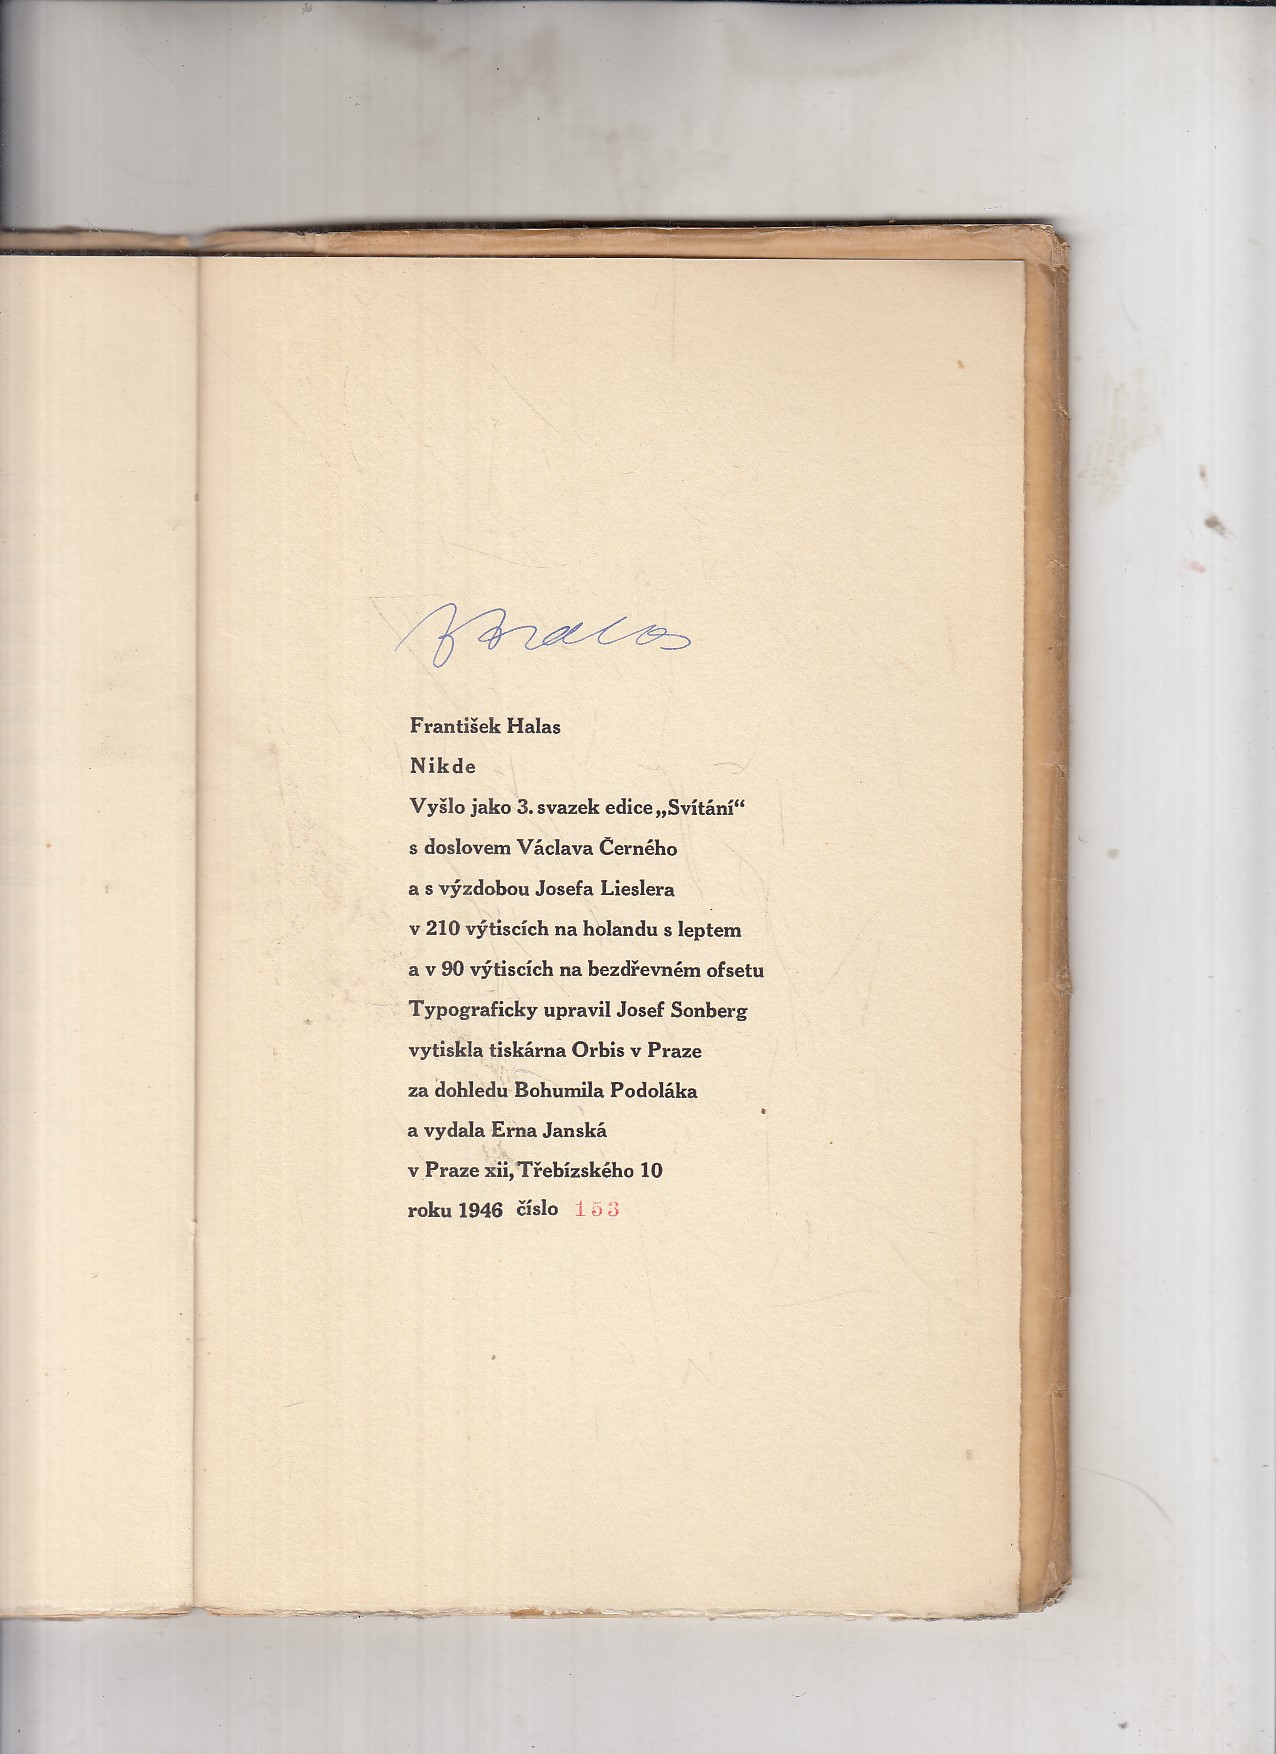 Halas
František Halas
Nikde
Vyšlo jako 3. svazek edice „Svítání“
s doslovem Václava Černého
a s výzdobou Josefa Lieslera
v 210 výtiscích na holandu s leptem
a v 90 výtiscích na bezdřevném ofsetu
Typograficky upravil Josef Sonberg
vytiskla tiskárna Orbis v Praze
za dohledu Bohumila Podoláka
a vydala Erna Janská
v Praze xii, Třebízského 10
roku 1946 číslo 153